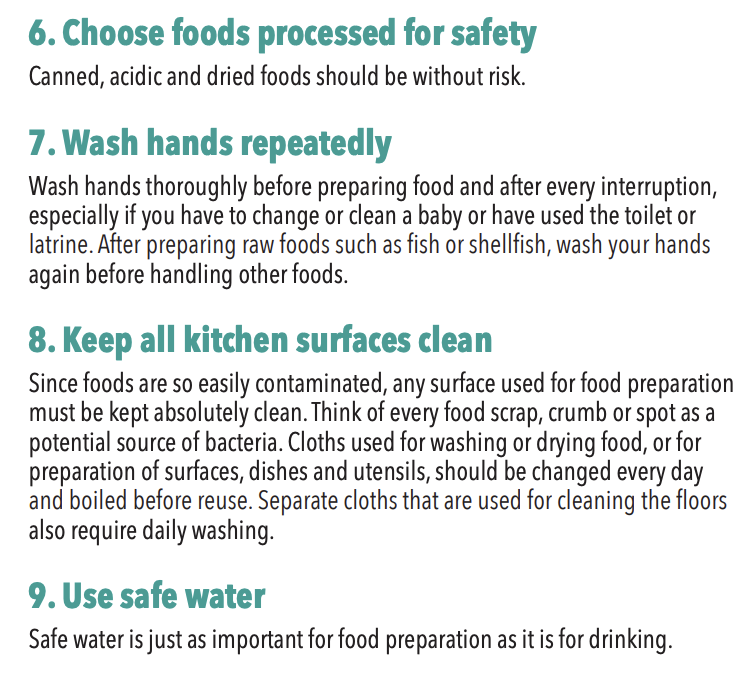 6. Choose foods processed for safety
Canned, acidic and dried foods should be without risk.
7. Wash hands repeatedly
Wash hands thoroughly before preparing food and after every interruption,
especially if you have to change or clean a baby or have used the toilet or
latrine. After preparing raw foods such as fish or shellfish, wash your hands
again before handling other foods.
8. Keep all kitchen surfaces clean
Since foods are so easily contaminated, any surface used for food preparation
must be kept absolutely clean. Think of every food scrap, crumb or spot as a
potential source of bacteria. Cloths used for washing or drying food, or for
preparation of surfaces, dishes and utensils, should be changed every day
and boiled before reuse. Separate cloths that are used for cleaning the floors
also require daily washing.
9. Use safe water
Safe water is just as important for food preparation as it is for drinking.